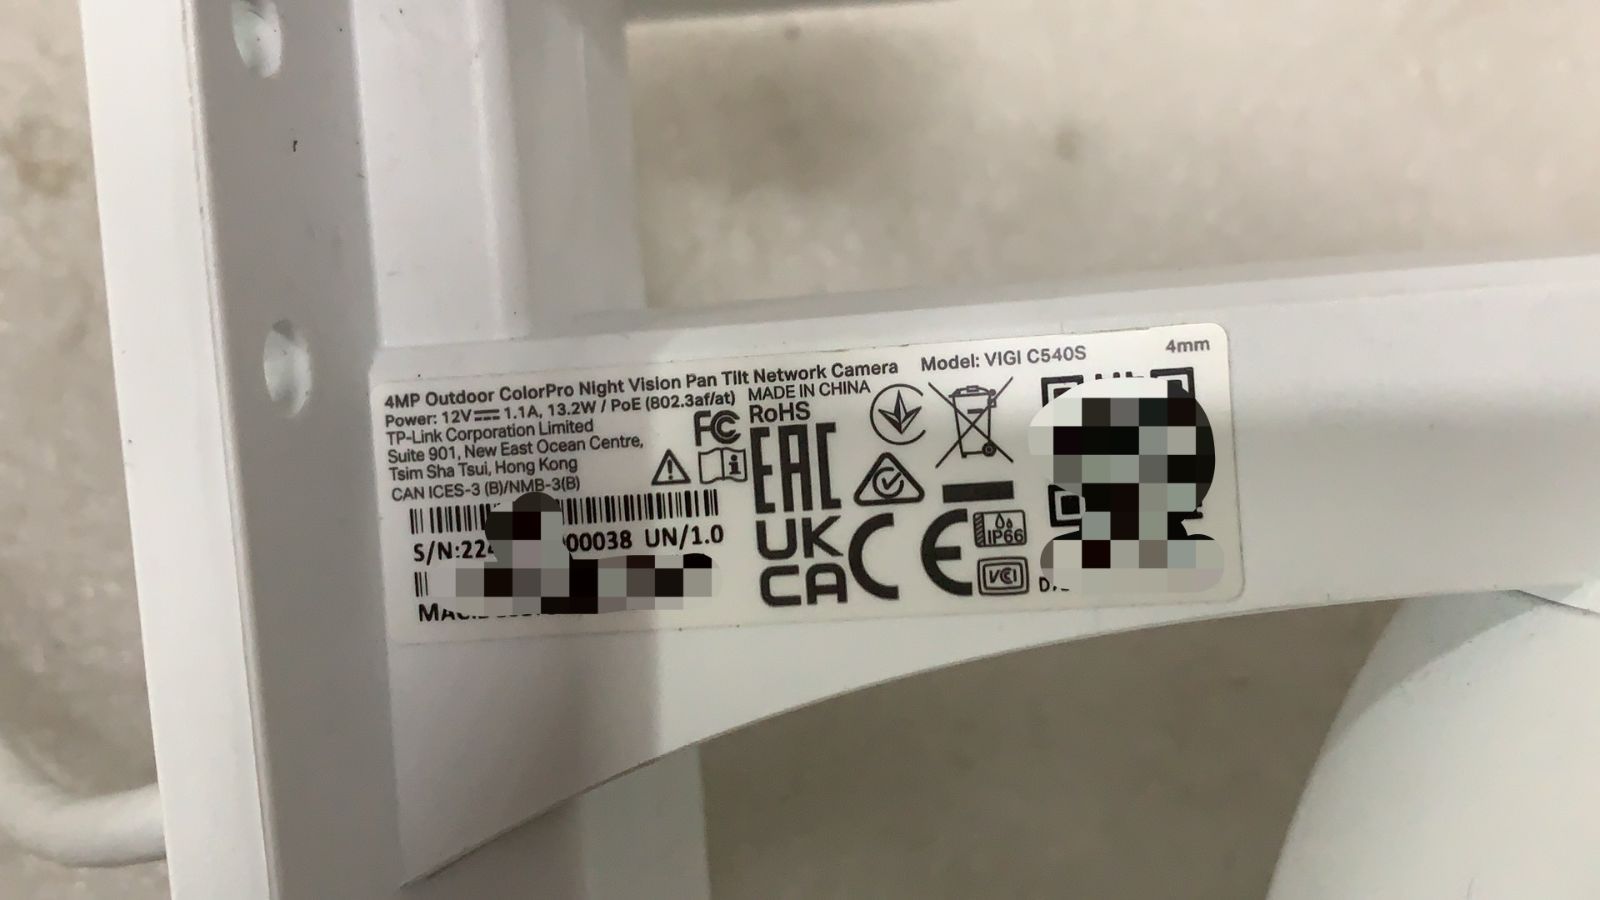 4MP Outdoor ColorPro Night Vision Pan Tilt Network Camera
Model: VIGI C540S
4mm
Power: 12V⎓1.1A, 13.2W / PoE (802.3af/at)
MADE IN CHINA
TP-Link Corporation Limited
RoHS
Suite 901, New East Ocean Centre,
Tsim Sha Tsui, Hong Kong
CAN ICES-3 (B)/NMB-3(B)
FC
EAC
S/N:22
00038 UN/1.0
UK
CA
CE
IP66
VCCI